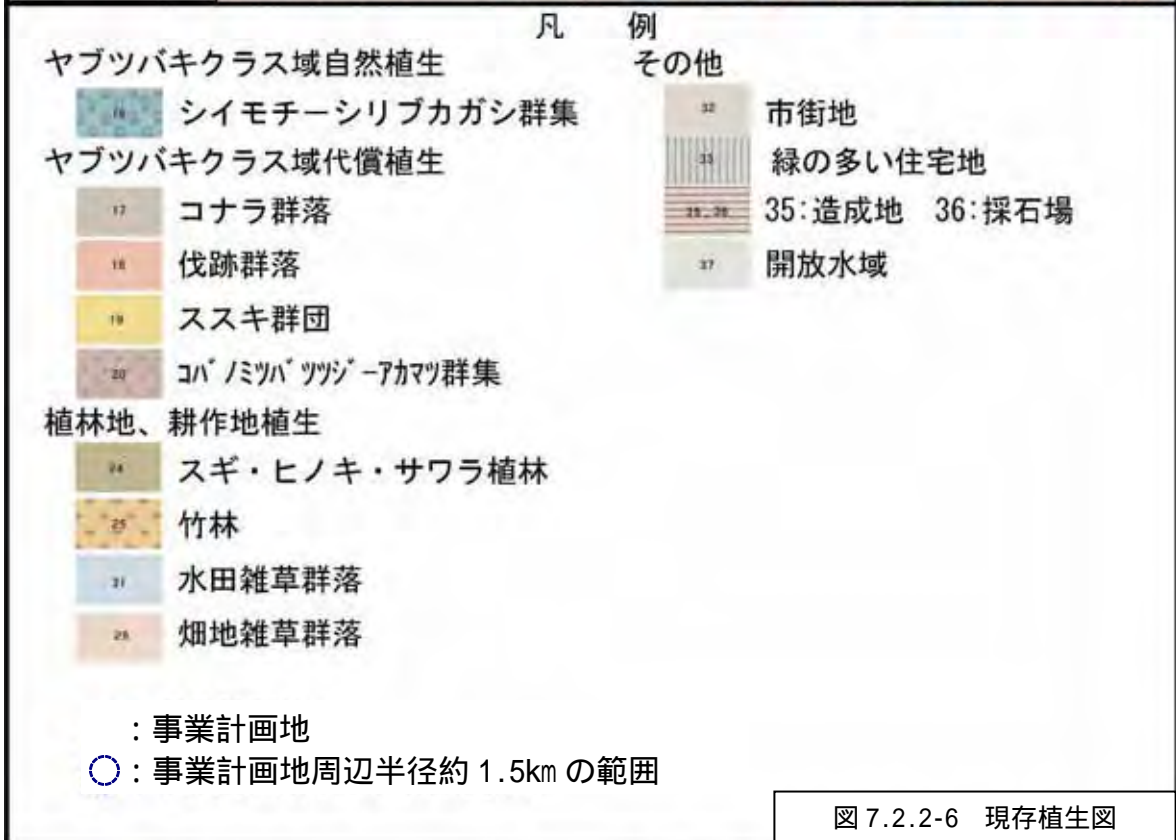 凡 例
ヤブツバキクラス域自然植生
シイモチーシリブカガシ群集
ヤブツバキクラス域代償植生
17 コナラ群落
18 伐跡群落
19 ススキ群団
20 コバノミツバツツジーアカマツ群集
植林地、耕作地植生
24 スギ・ヒノキ・サワラ植林
25 竹林
水田雑草群落
畑地雑草群落
その他
32 市街地
33 緑の多い住宅地
35,36 35:造成地 36:採石場
37 開放水域
:事業計画地
:事業計画地周辺半径約 1.5km の範囲
図 7.2.2-6 現存植生図